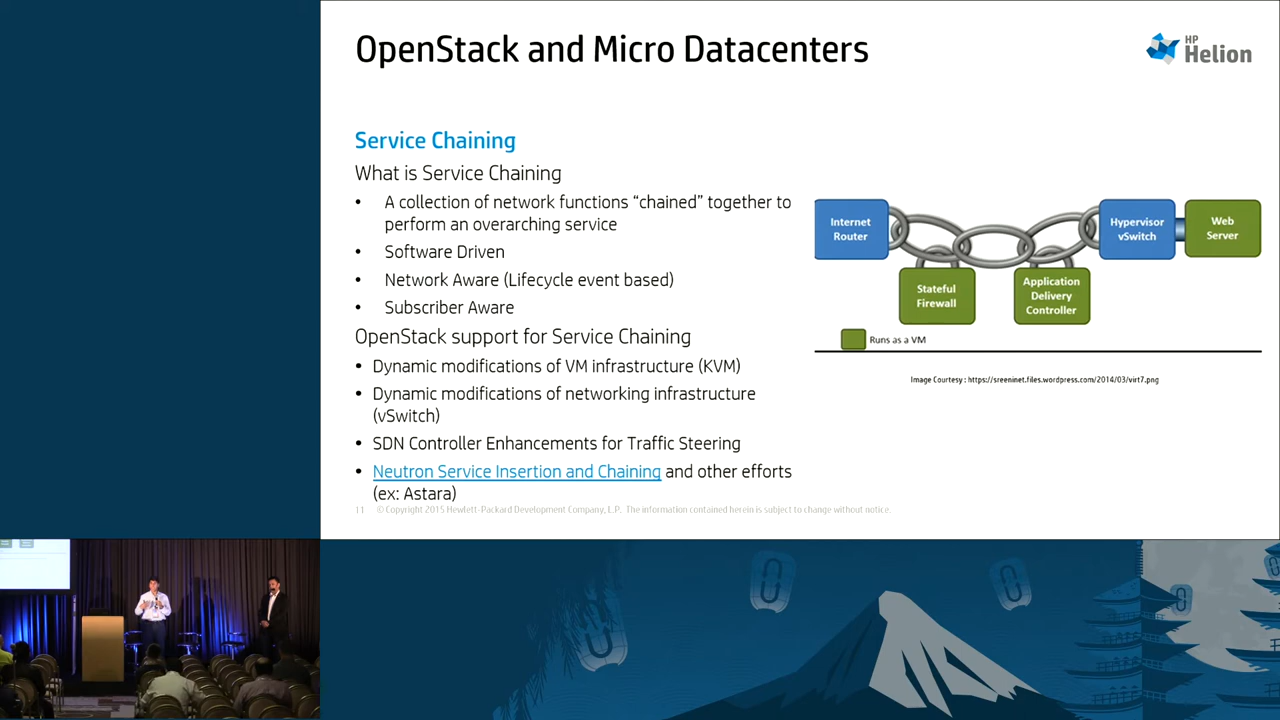 OpenStack and Micro Datacenters
HP
Helion
Service Chaining
What is Service Chaining
• A collection of network functions “chained” together to
perform an overarching service
• Software Driven
• Network Aware (Lifecycle event based)
• Subscriber Aware
OpenStack support for Service Chaining
• Dynamic modifications of VM infrastructure (KVM)
• Dynamic modifications of networking infrastructure
(vSwitch)
• SDN Controller Enhancements for Traffic Steering
• Neutron Service Insertion and Chaining and other efforts
(ex: Astara)
Internet
Router
Hypervisor
vSwitch
Web
Server
Stateful
Firewall
Application
Delivery
Controller
Runs as a VM
Image Courtesy : https://sreeninet.files.wordpress.com/2014/03/virt7.png
11 © Copyright 2015 Hewlett-Packard Development Company, L.P. The information contained herein is subject to change without notice.